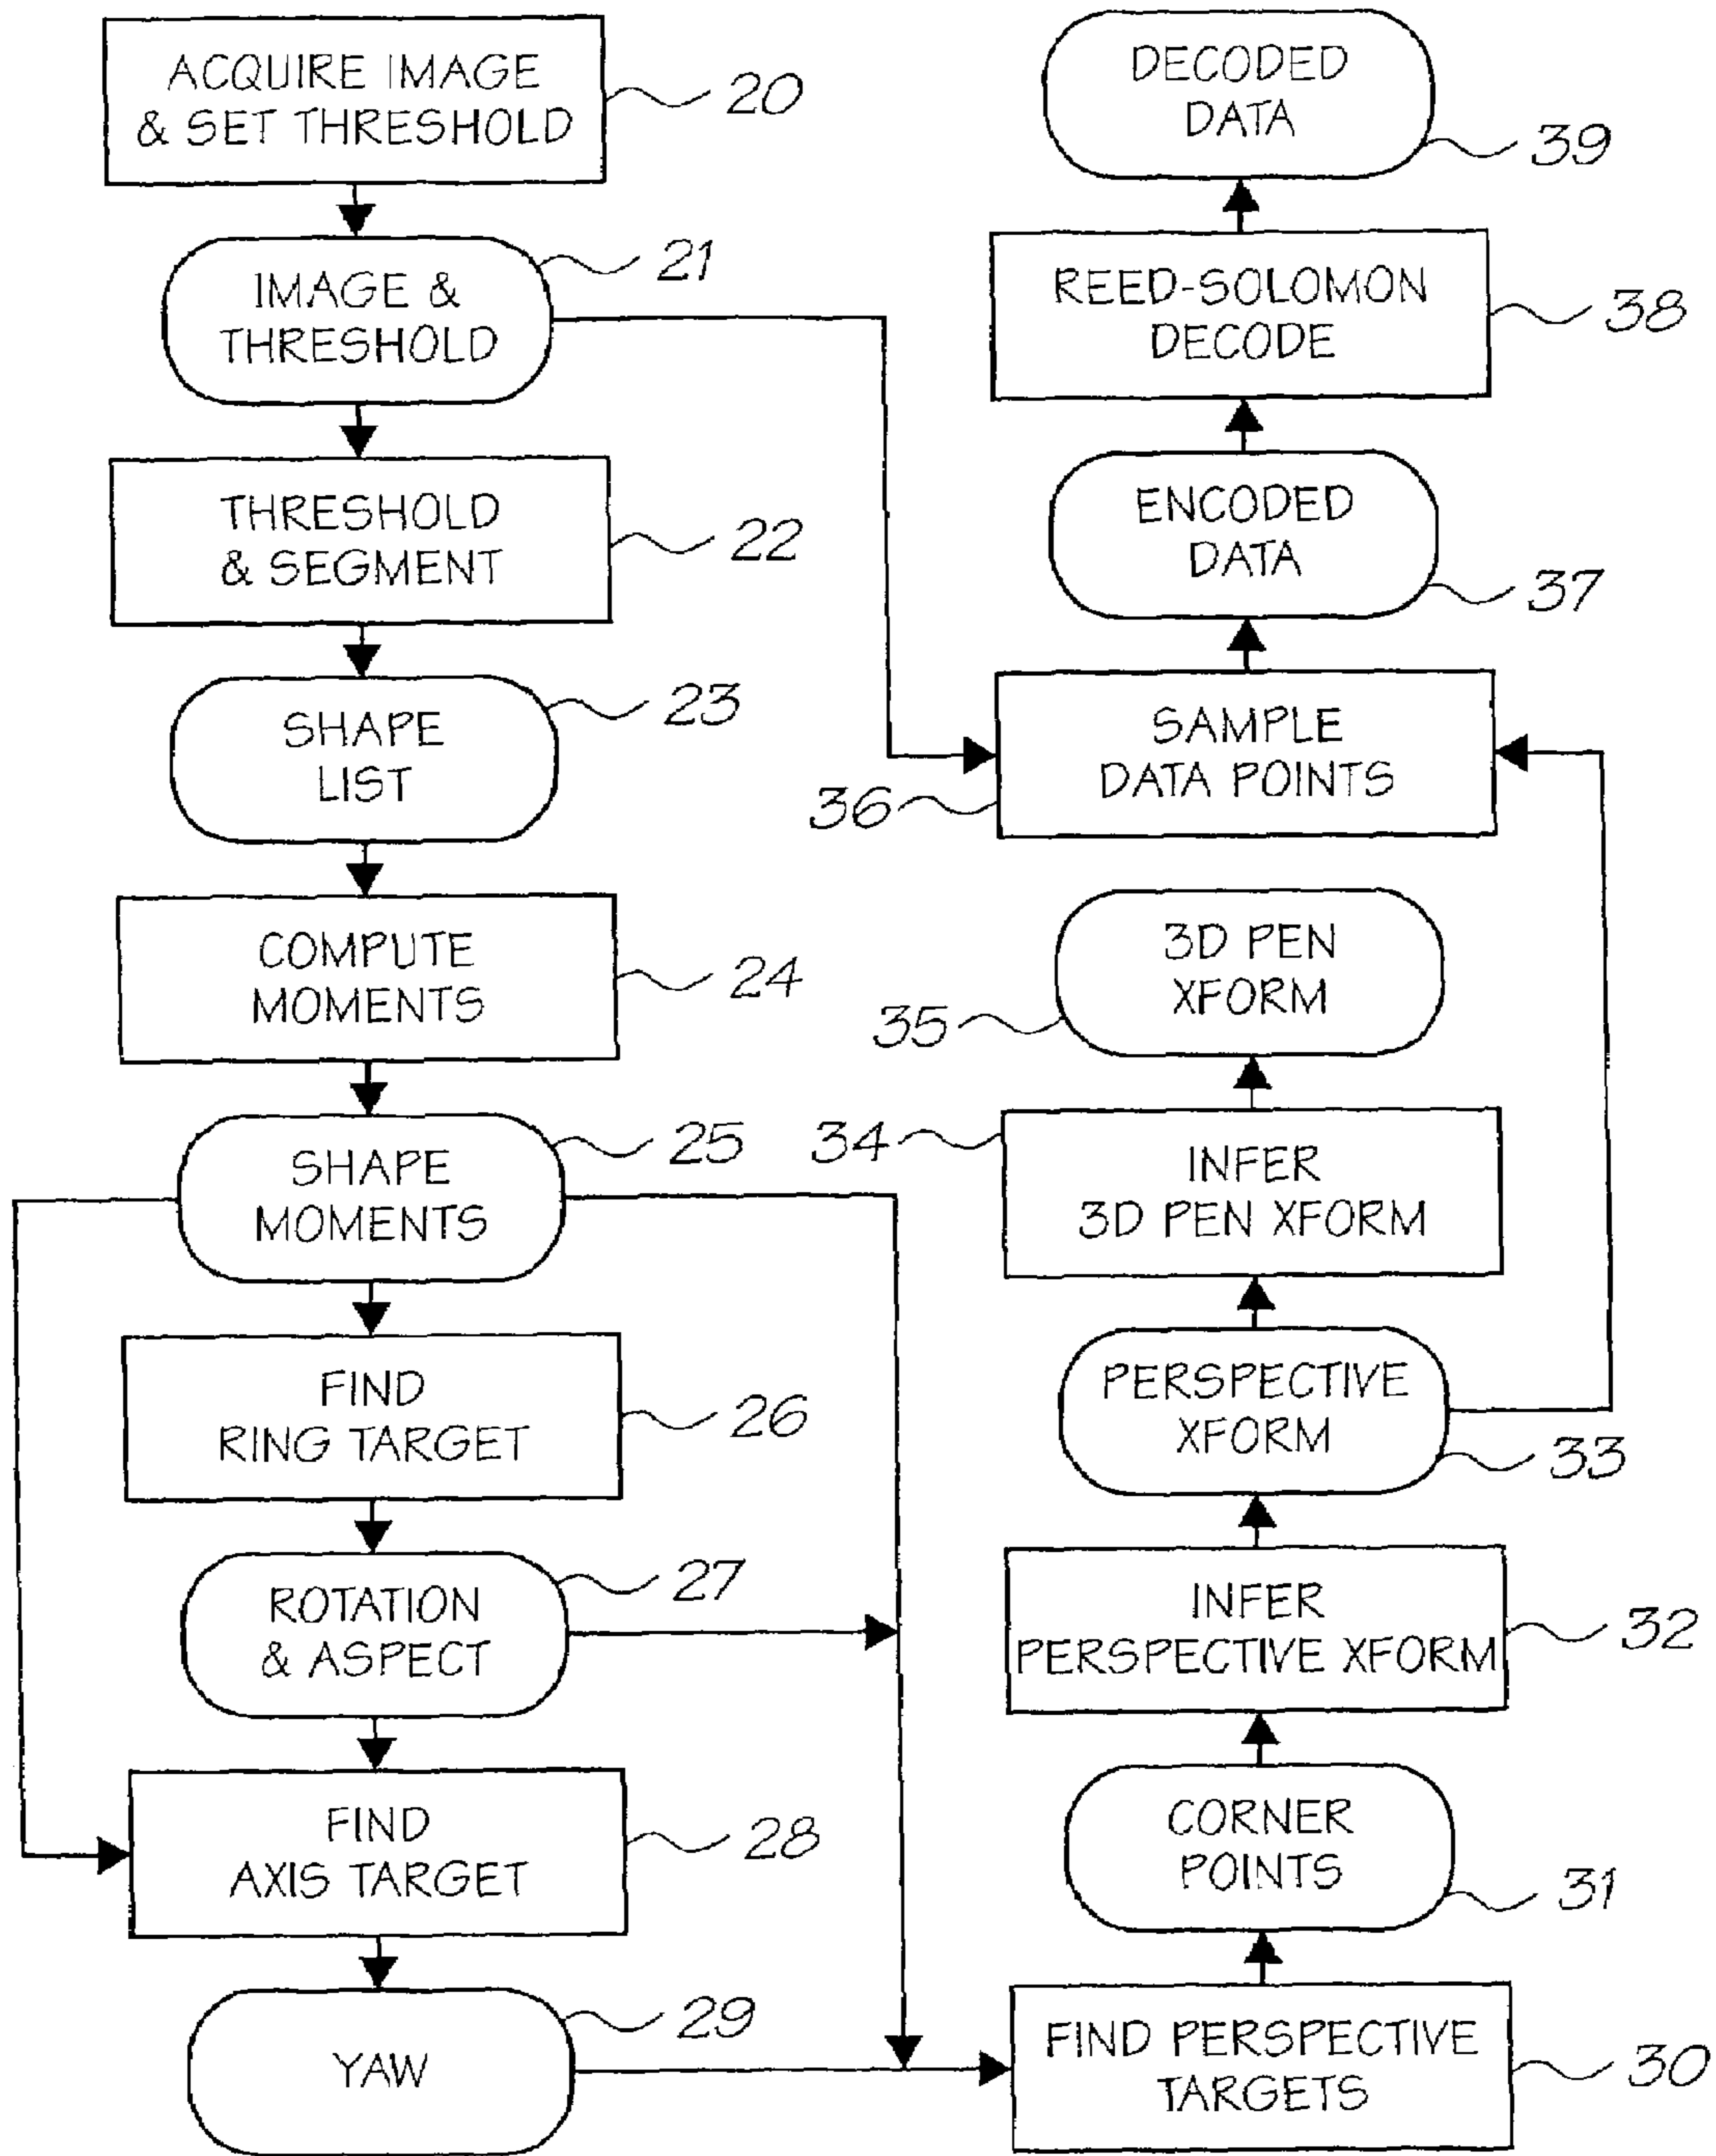 ACQUIRE IMAGE
& SET THRESHOLD
20
IMAGE &
THRESHOLD
21
THRESHOLD
& SEGMENT
22
SHAPE
LIST
23
COMPUTE
MOMENTS
24
SHAPE
MOMENTS
25
FIND
RING TARGET
26
ROTATION
& ASPECT
27
FIND
AXIS TARGET
28
YAW
29
DECODED
DATA
39
REED-SOLOMON
DECODE
38
ENCODED
DATA
37
SAMPLE
DATA POINTS
36
3D PEN
XFORM
35
INFER
3D PEN XFORM
34
PERSPECTIVE
XFORM
33
INFER
PERSPECTIVE XFORM
32
CORNER
POINTS
31
FIND PERSPECTIVE
TARGETS
30